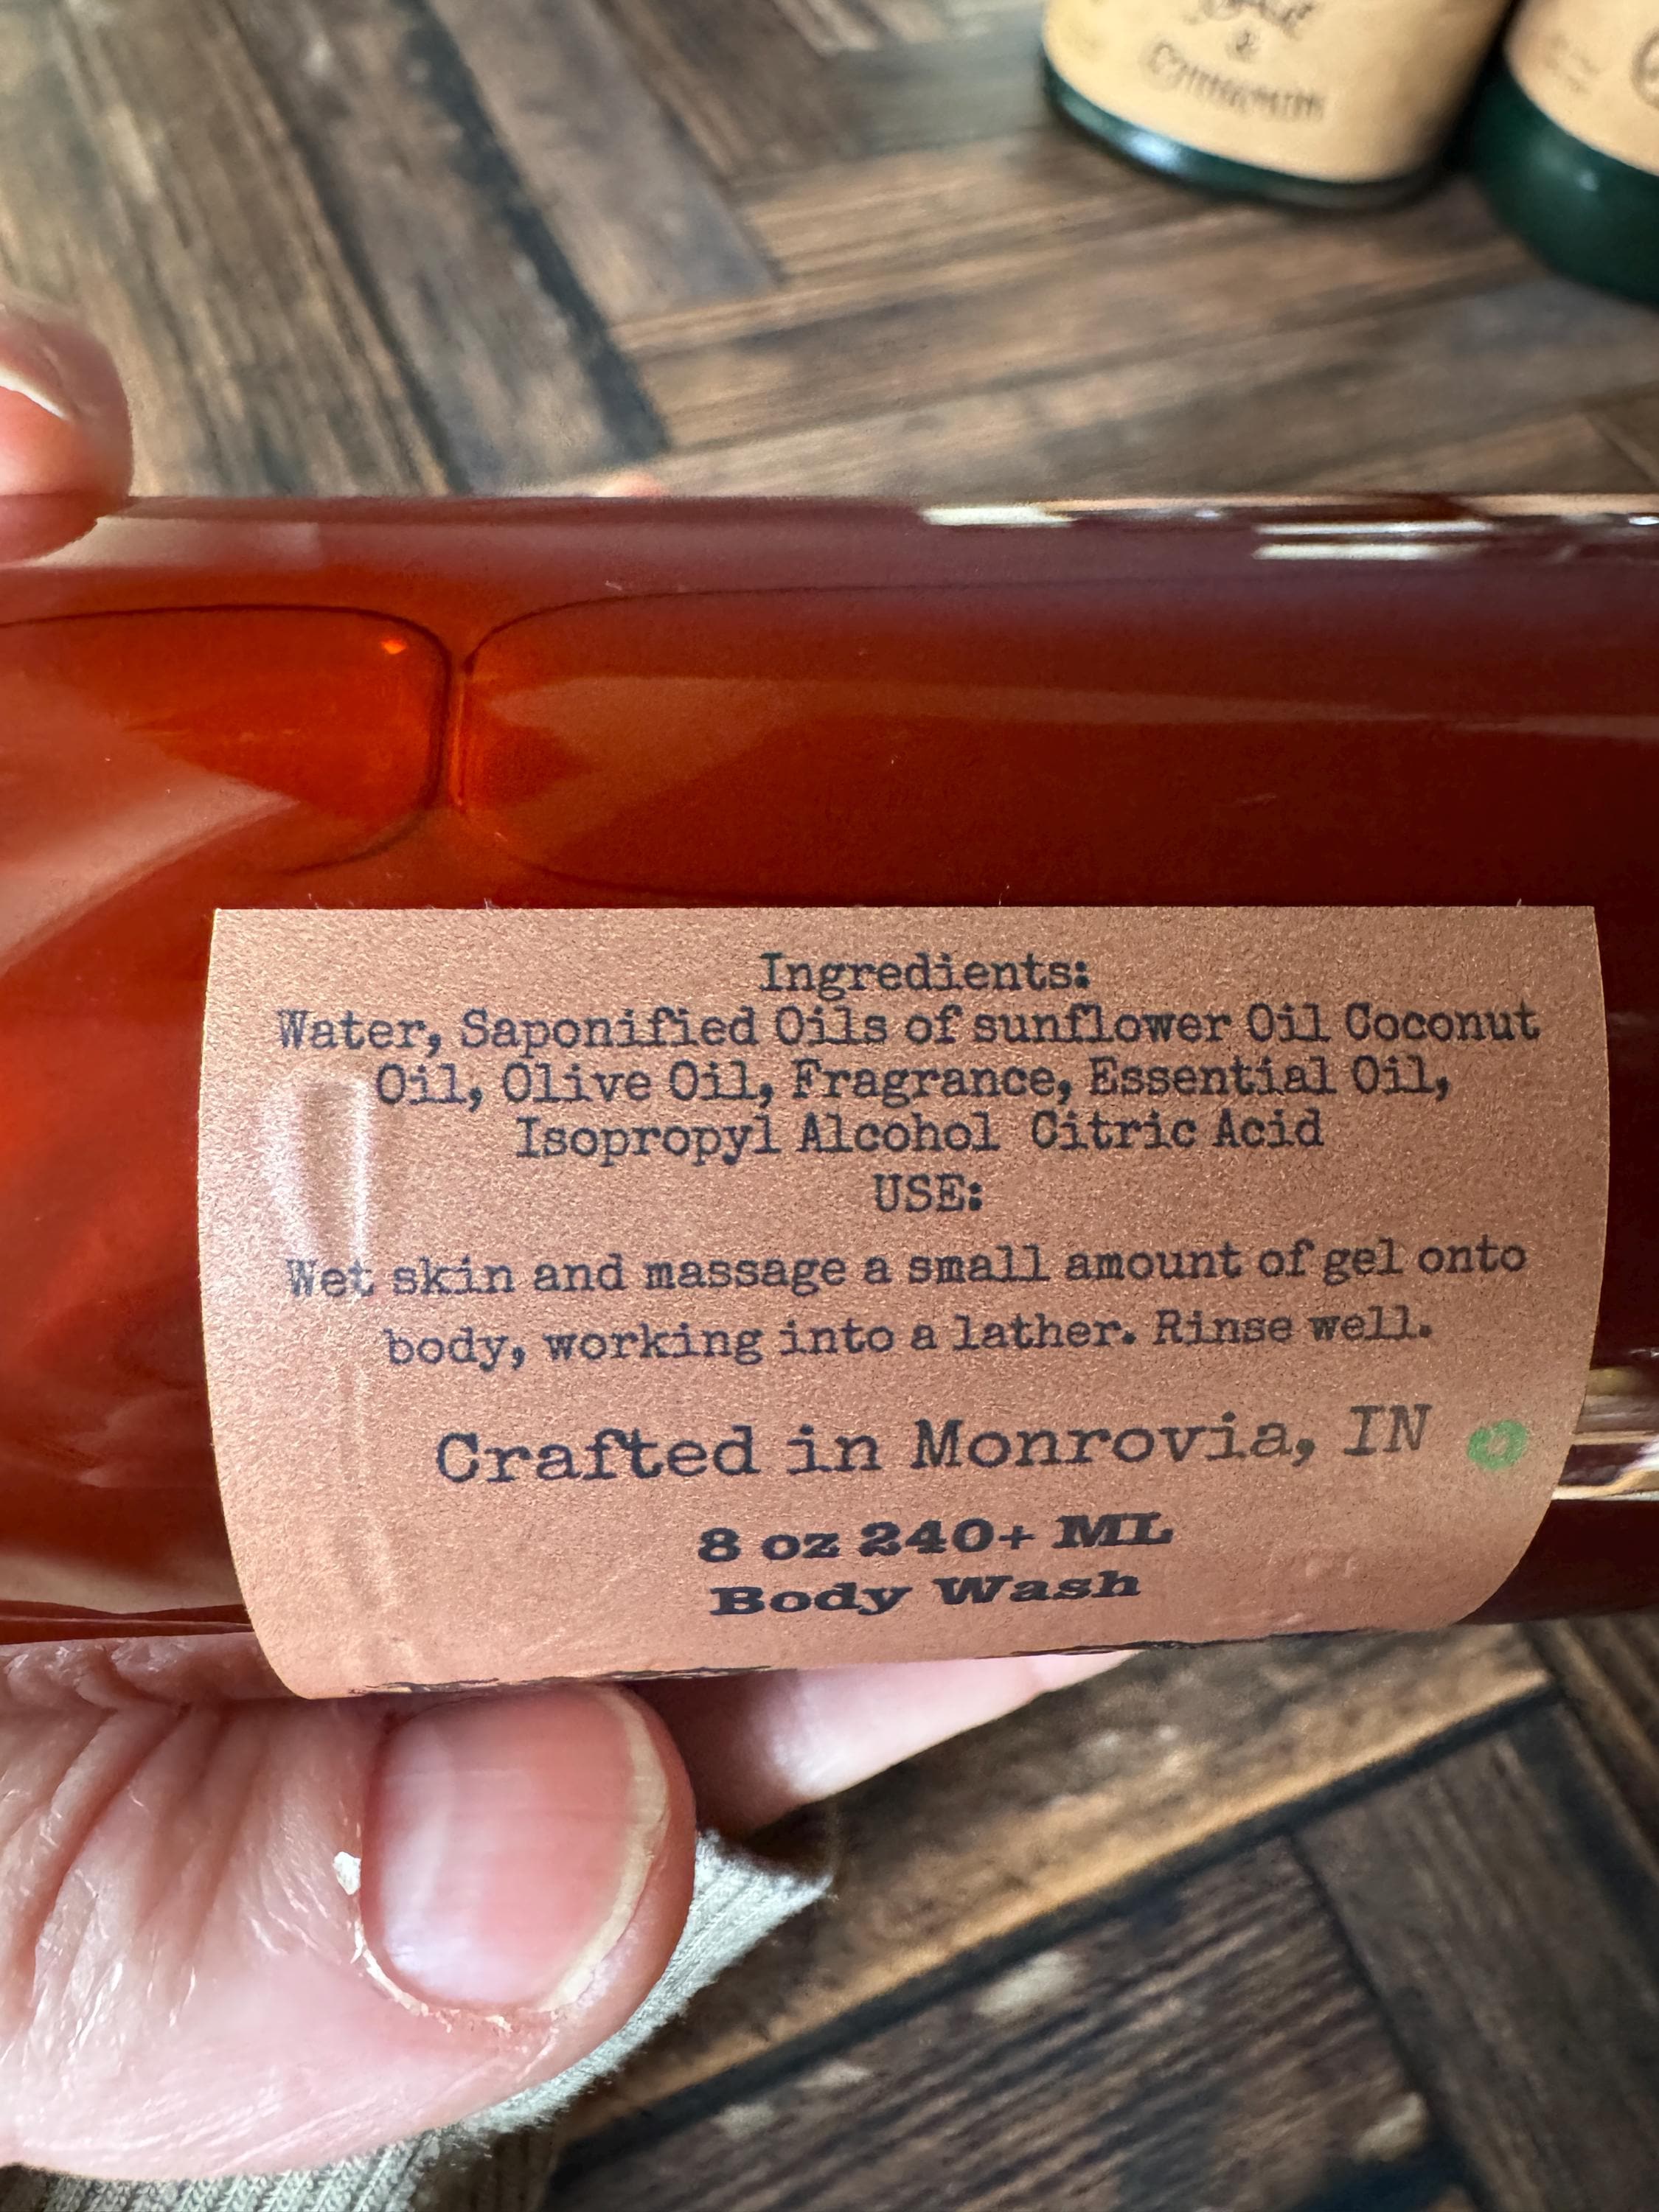 &
Cinnamon
Ingredients:
Water, Saponified Oils of sunflower Oil Coconut
Oil, Olive Oil, Fragrance, Essential Oil,
Isopropyl Alcohol Citric Acid
USE:
Wet skin and massage a small amount of gel onto
body, working into a lather. Rinse well.
Crafted in Monrovia, IN
8 oz 240+ ML
Body Wash